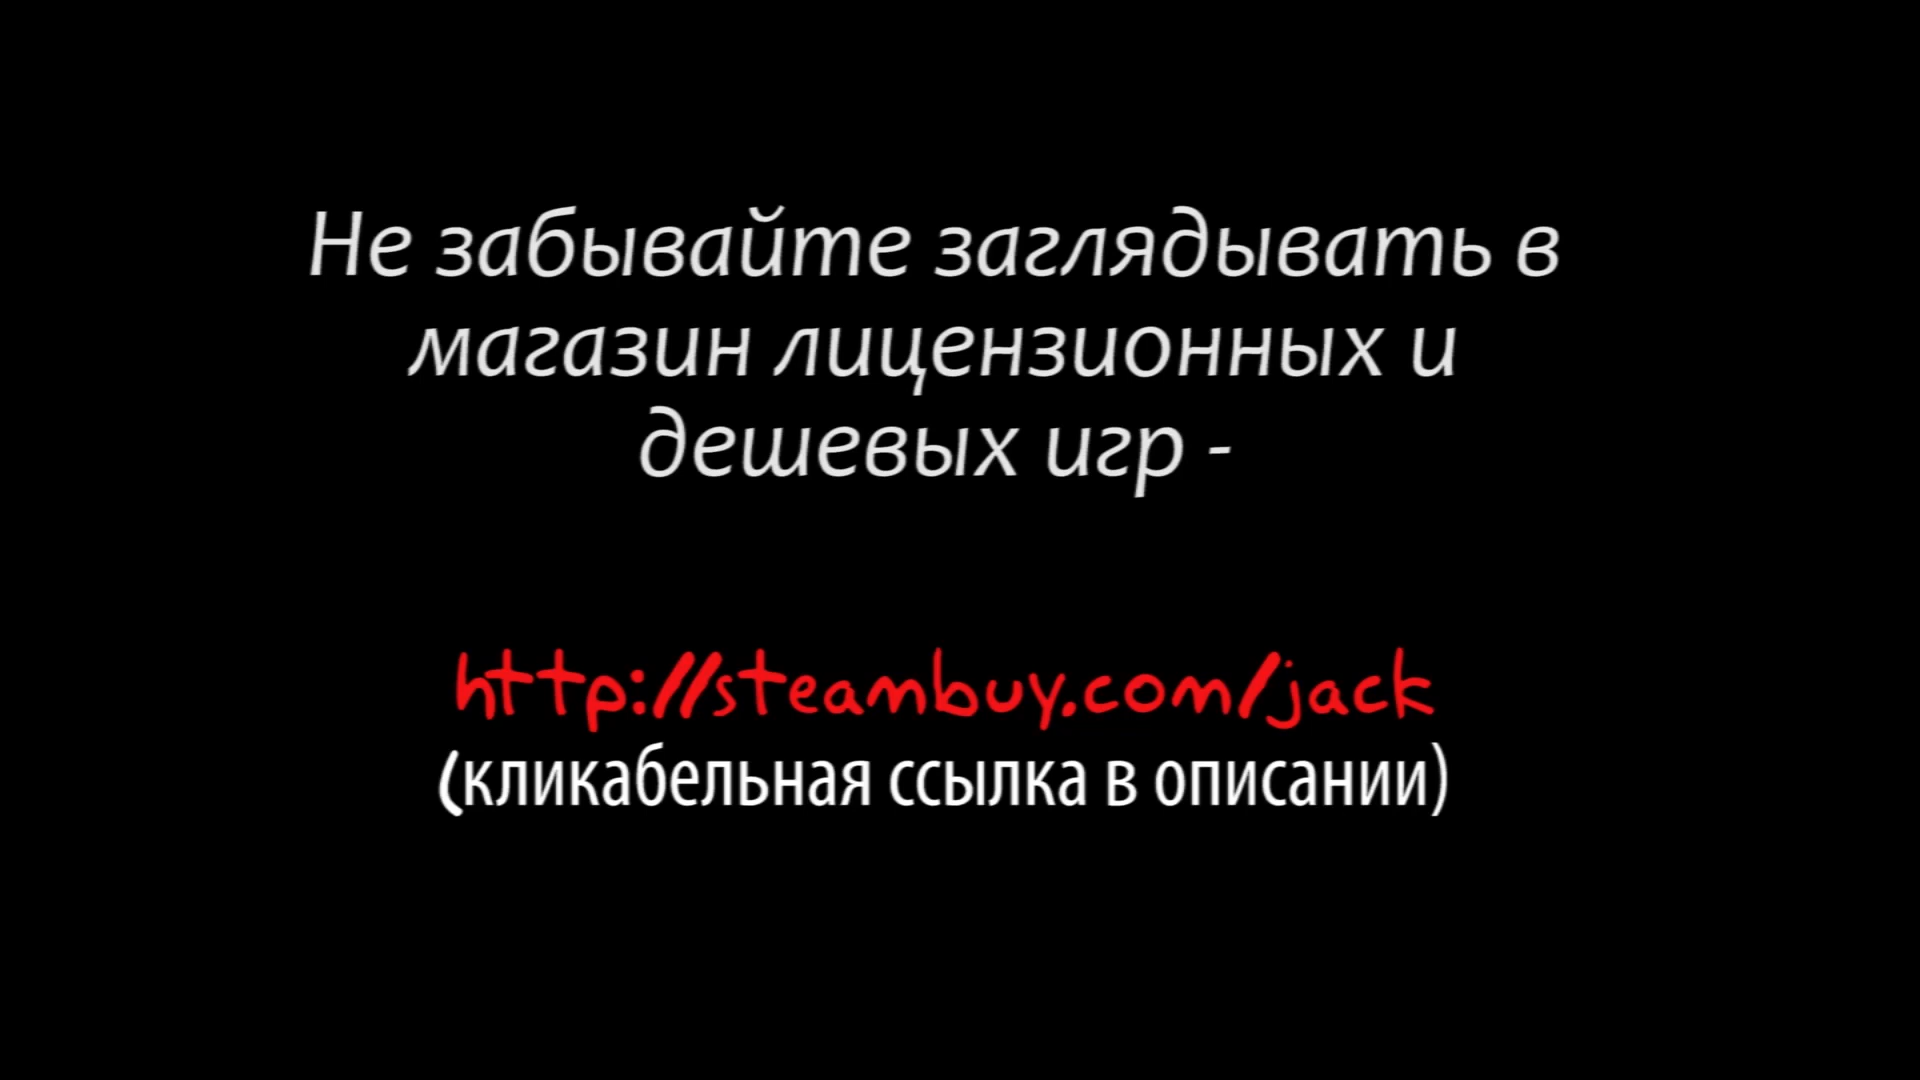 Не забывайте заглядывать в
магазин лицензионных и
дешевых игр -
http://steambuy.com/jack
(кликабельная ссылка в описании)